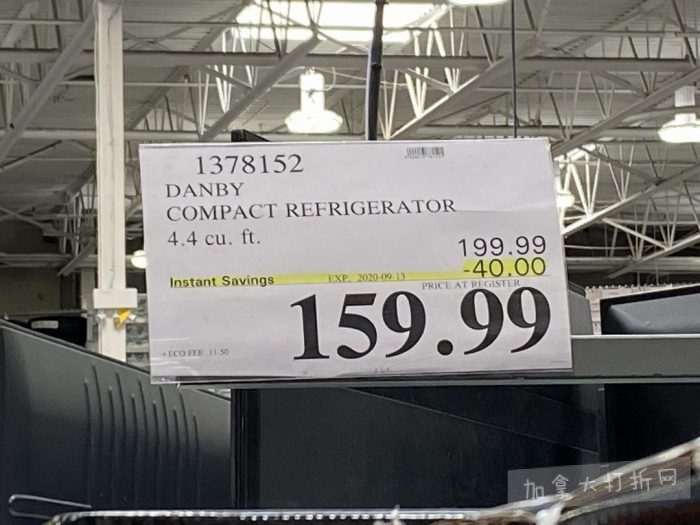 1378152
DANBY
COMPACT REFRIGERATOR
4.4 cu. ft.
199.99
-40.00
Instant Savings EXP. 2020-09-13
PRICE AT REGISTER
159.99
+ ECO FEE 11.50
加拿大打折网